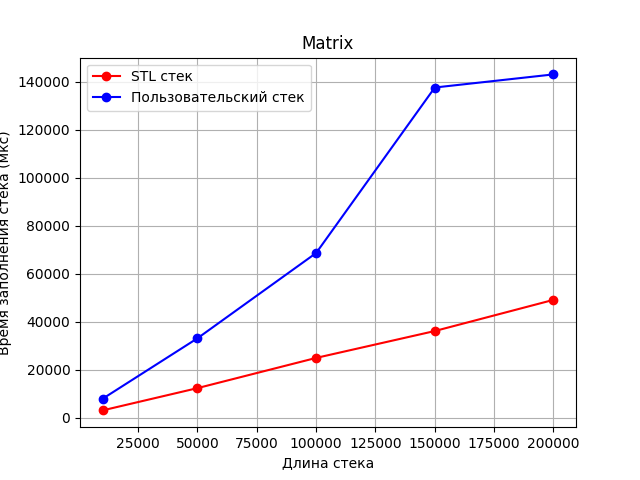 Matrix
STL стек
Пользовательский стек
140000
120000
100000
80000
60000
40000
20000
0
Время заполнения стека (мкс)
25000 50000 75000 100000 125000 150000 175000 200000
Длина стека